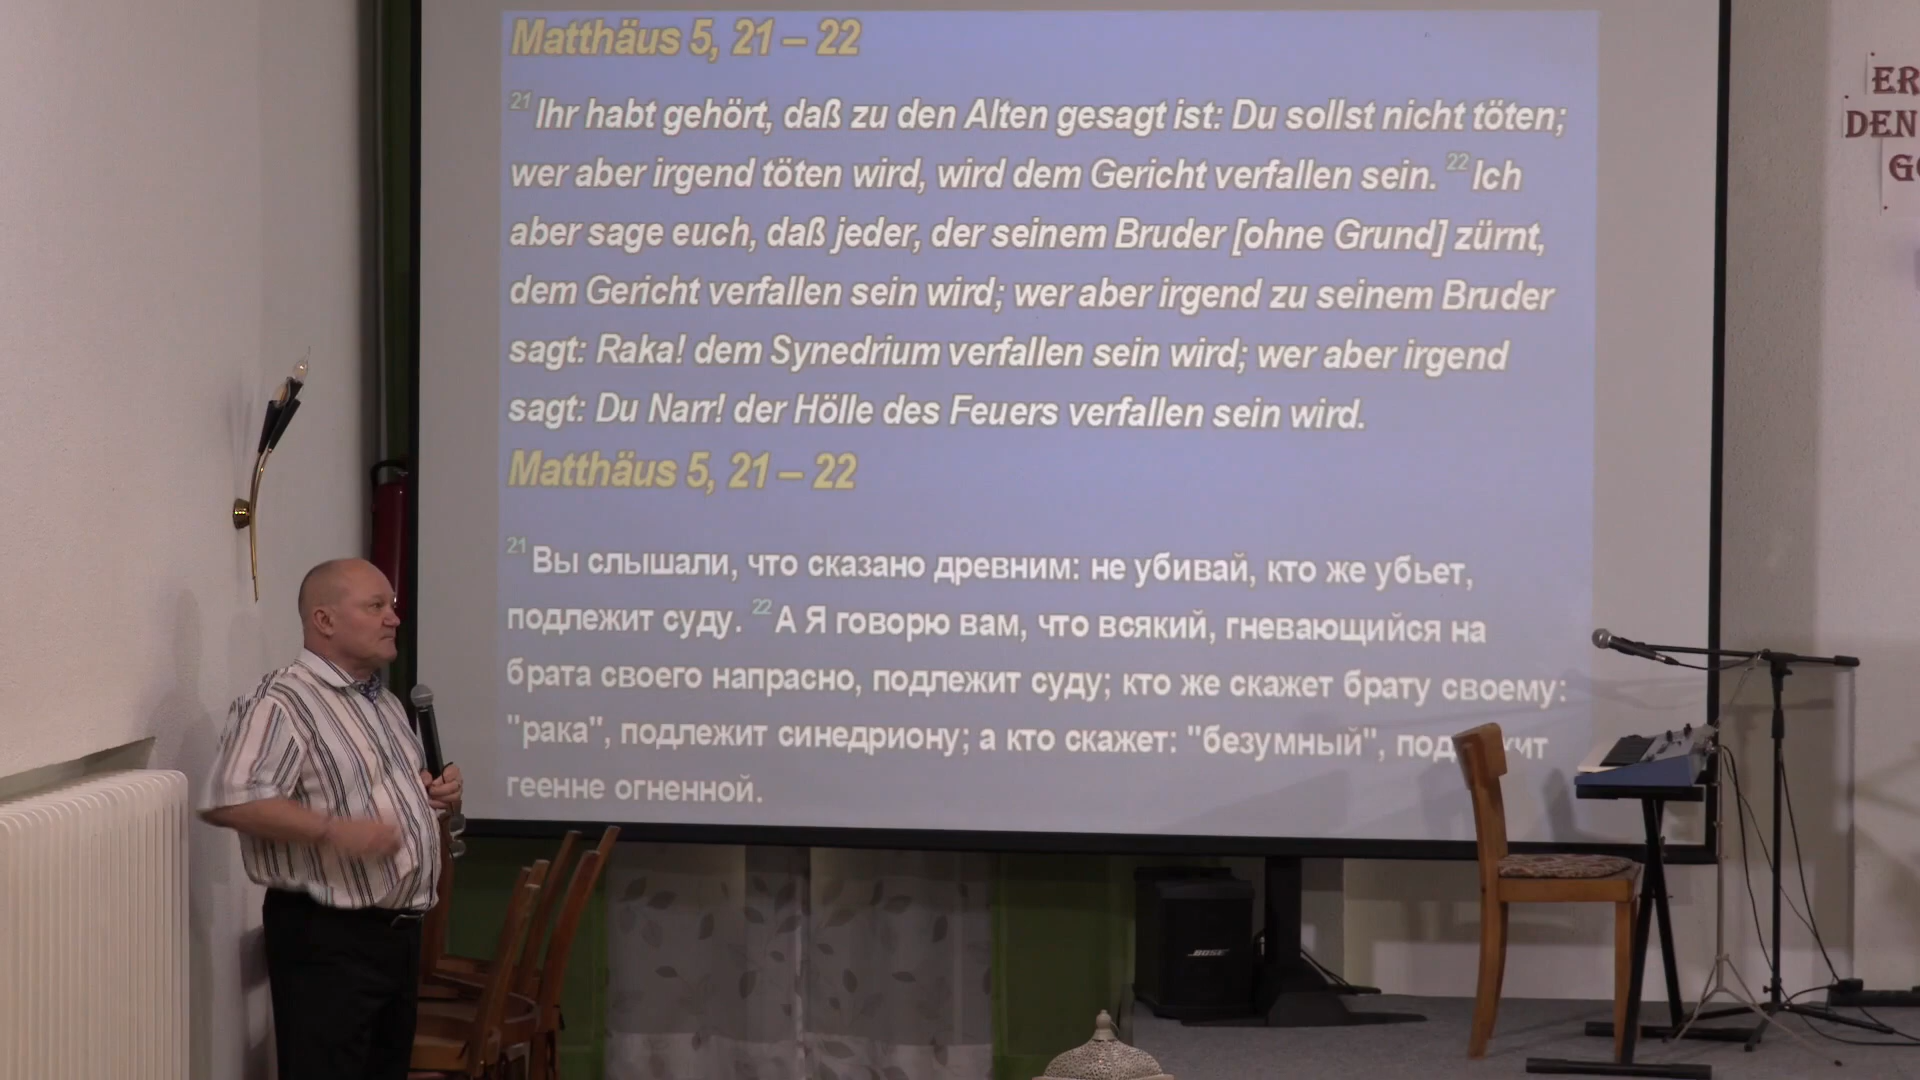 Matthäus 5, 21 – 22
21 Ihr habt gehört, daß zu den Alten gesagt ist: Du sollst nicht töten;
wer aber irgend töten wird, wird dem Gericht verfallen sein. 22 Ich
aber sage euch, daß jeder, der seinem Bruder [ohne Grund] zürnt,
dem Gericht verfallen sein wird; wer aber irgend zu seinem Bruder
sagt: Raka! dem Synedrium verfallen sein wird; wer aber irgend
sagt: Du Narr! der Hölle des Feuers verfallen sein wird.
Matthäus 5, 21 – 22
21 Вы слышали, что сказано древним: не убивай, кто же убьет,
подлежит суду. 22 А Я говорю вам, что всякий, гневающийся на
брата своего напрасно, подлежит суду; кто же скажет брату своему:
"рака", подлежит синедриону; а кто скажет: "безумный",
геенне огненной.
ER
DEN
BOSE